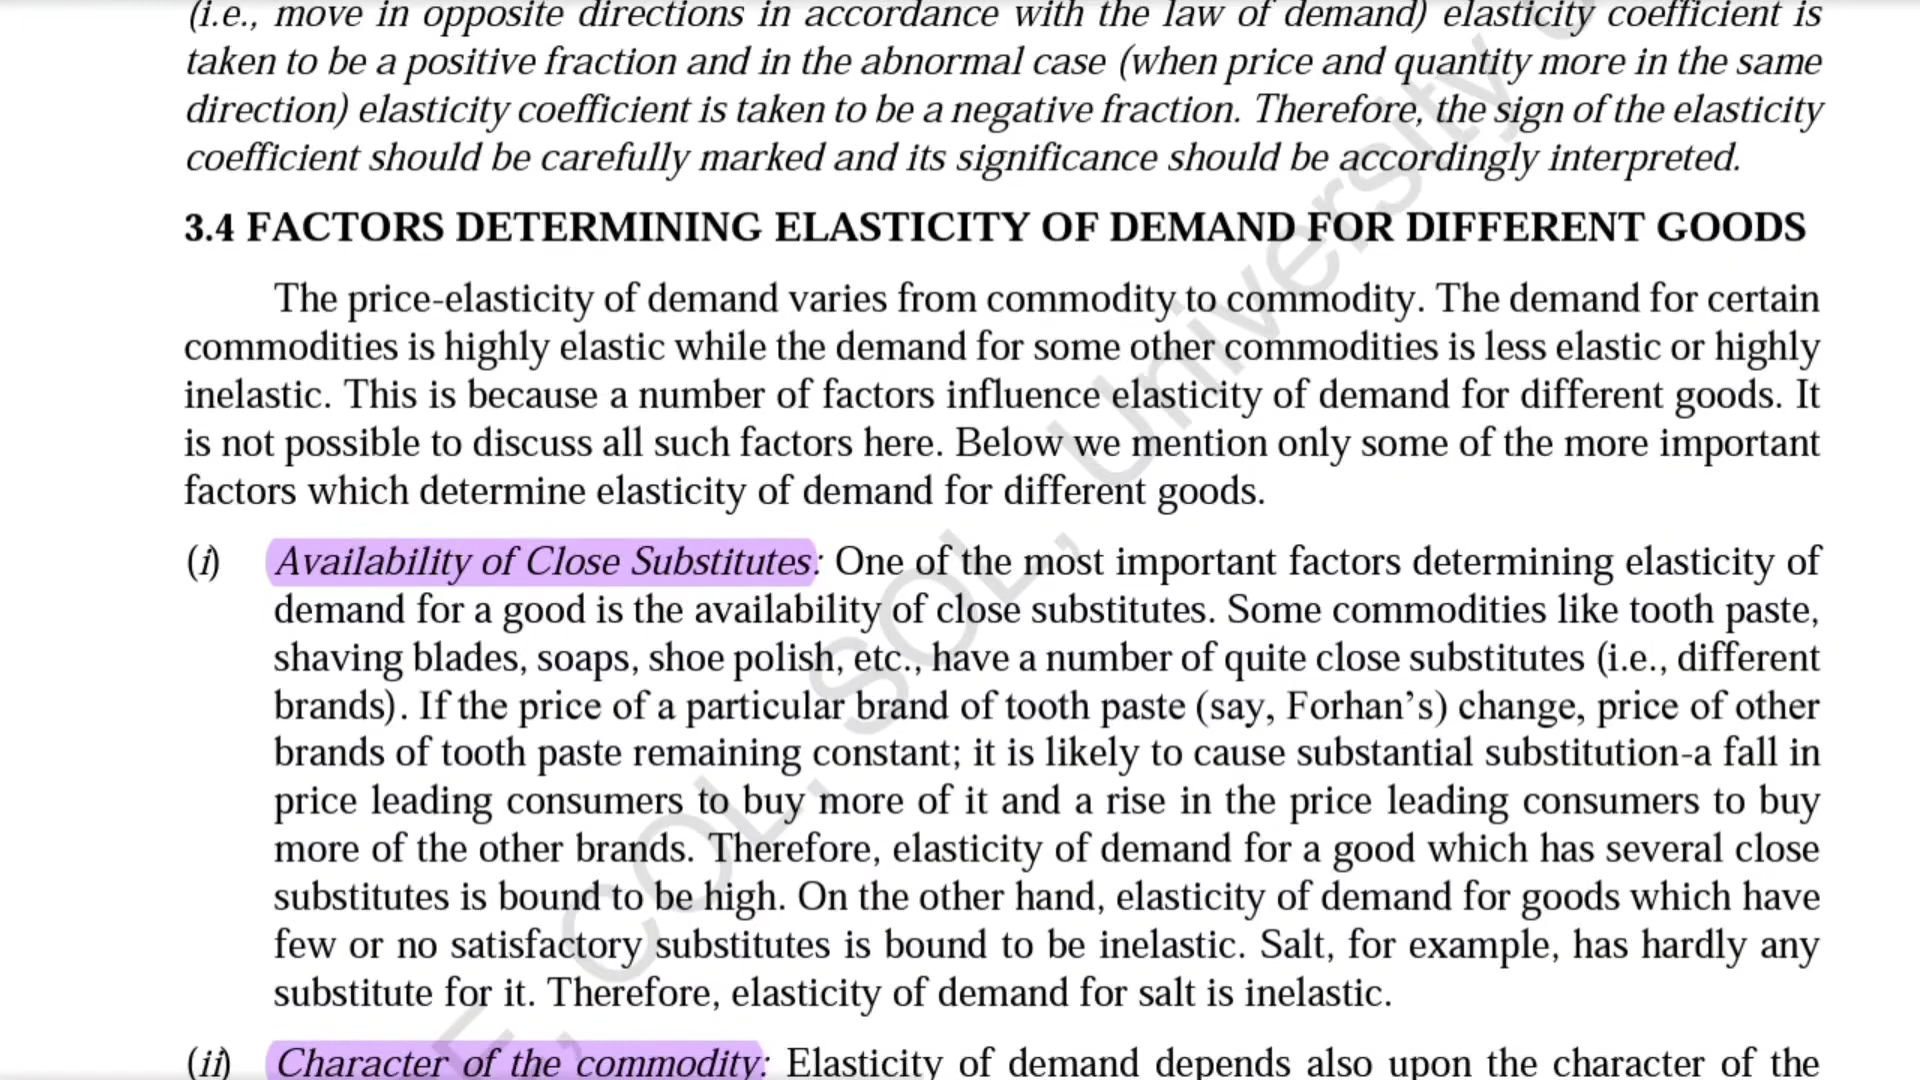 (i.e., move in opposite directions in accordance with the law of demand) elasticity coefficient is
taken to be a positive fraction and in the abnormal case (when price and quantity more in the same
direction) elasticity coefficient is taken to be a negative fraction. Therefore, the sign of the elasticity
coefficient should be carefully marked and its significance should be accordingly interpreted.
3.4 FACTORS DETERMINING ELASTICITY OF DEMAND FOR DIFFERENT GOODS
The price-elasticity of demand varies from commodity to commodity. The demand for certain
commodities is highly elastic while the demand for some other commodities is less elastic or highly
inelastic. This is because a number of factors influence elasticity of demand for different goods. It
is not possible to discuss all such factors here. Below we mention only some of the more important
factors which determine elasticity of demand for different goods.
(i) Availability of Close Substitutes: One of the most important factors determining elasticity of
demand for a good is the availability of close substitutes. Some commodities like tooth paste,
shaving blades, soaps, shoe polish, etc., have a number of quite close substitutes (i.e., different
brands). If the price of a particular brand of tooth paste (say, Forhan's) change, price of other
brands of tooth paste remaining constant; it is likely to cause substantial substitution-a fall in
price leading consumers to buy more of it and a rise in the price leading consumers to buy
more of the other brands. Therefore, elasticity of demand for a good which has several close
substitutes is bound to be high. On the other hand, elasticity of demand for goods which have
few or no satisfactory substitutes is bound to be inelastic. Salt, for example, has hardly any
substitute for it. Therefore, elasticity of demand for salt is inelastic.
(ii) Character of the commodity: Elasticity of demand depends also upon the character of the
COL, SOL, University